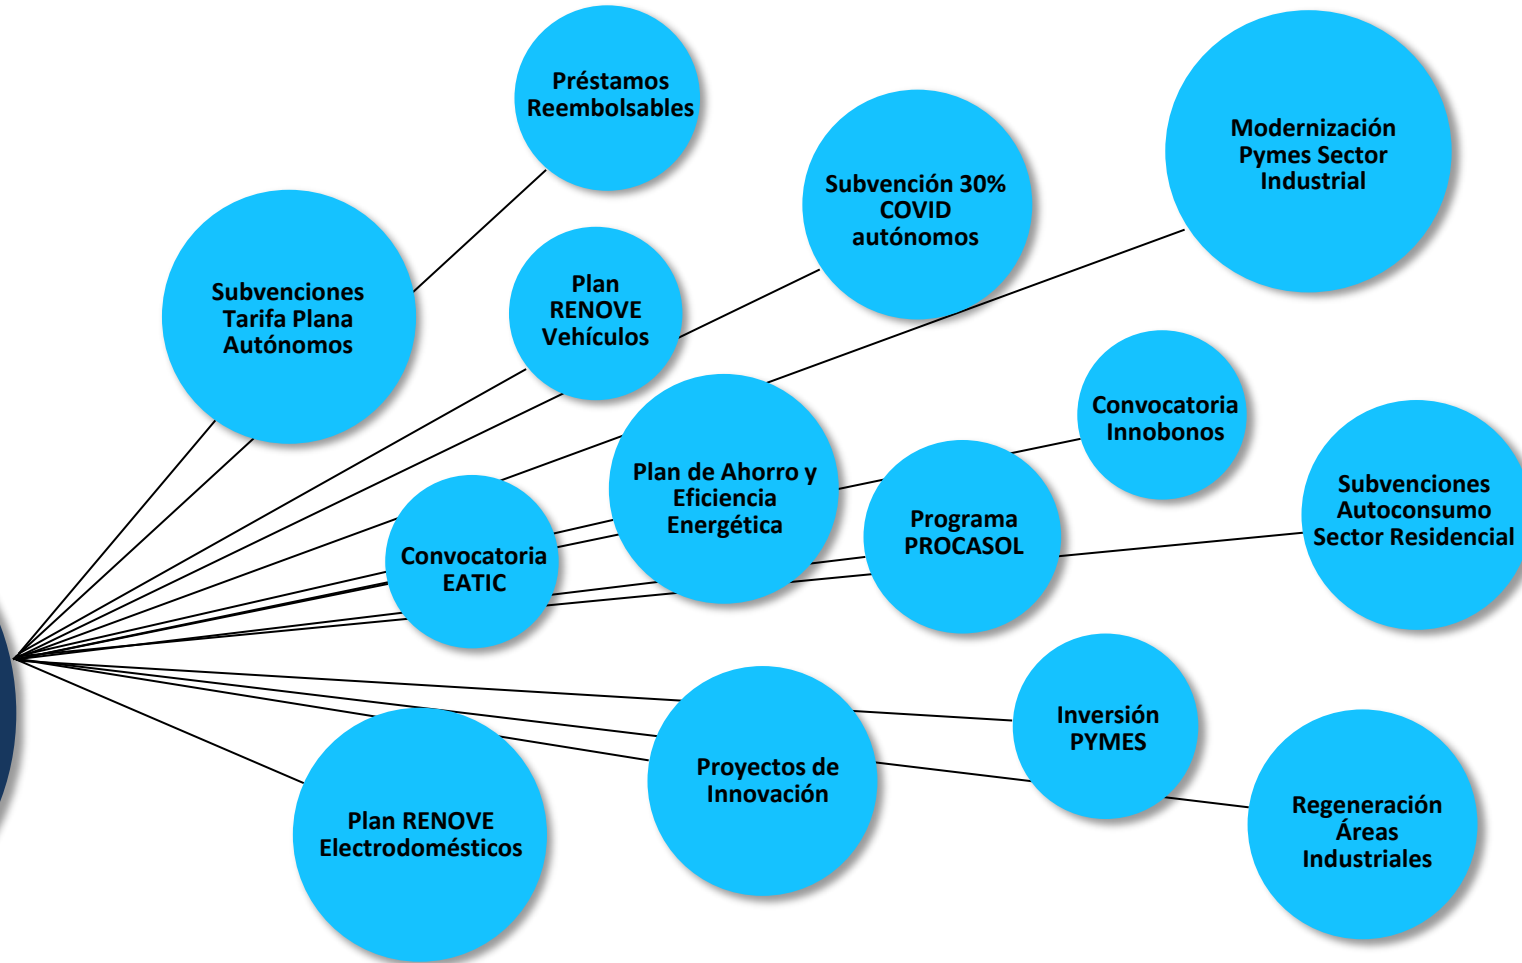 Préstamos
Reembolsables
Modernización
Pymes Sector
Industrial
Subvención 30%
COVID
autónomos
Subvenciones
Tarifa Plana
Autónomos
Plan
RENOVE
Vehículos
Convocatoria
Innobonos
Plan de Ahorro y
Eficiencia
Energética
Subvenciones
Autoconsumo
Sector Residencial
Programa
PROCASOL
Convocatoria
EATIC
Inversión
PYMES
Proyectos de
Innovación
Regeneración
Áreas
Industriales
Plan RENOVE
Electrodomésticos